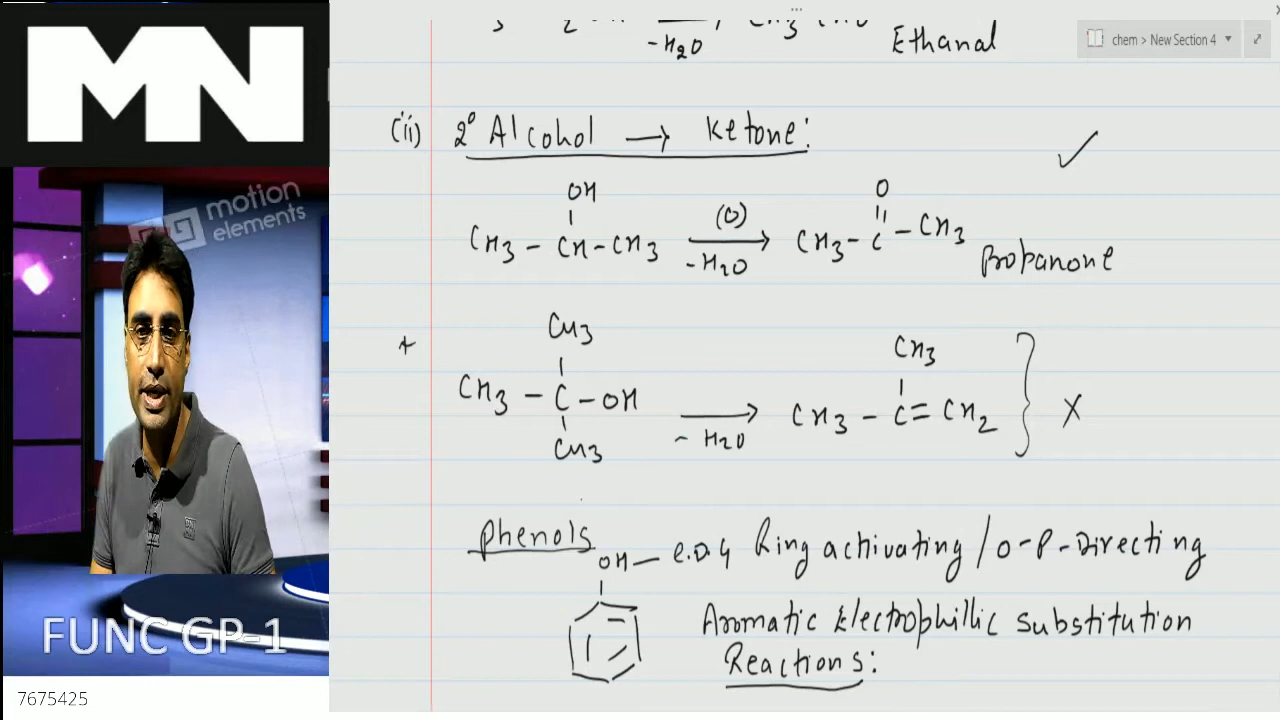 MN
motion
elements
FUNC GP-1
7675425
chem > New Section 4
-H2O
Ethanal
(ii) 2° Alcohol → Ketone:
OH
CH3 - CH - CH3
(O)
-H2O
O
CH3 - C - CH3
Propanone
CH3
CH3 - C - OH
CH3
- H2O
CH3
CH3 - C = CH2
X
Phenols
OH — e.D.G Ring activating / O-P-Directing
Aromatic Electrophillic Substitution
Reactions: